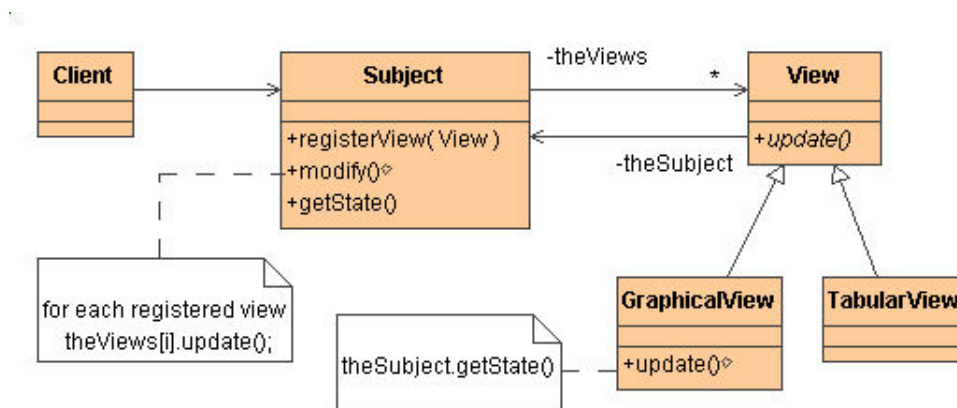 Client
Subject
-theViews
*
View
+registerView( View )
+modify()
+getState()
+update()
-theSubject
for each registered view
theViews[i].update();
GraphicalView
TabularView
theSubject.getState()
+update()